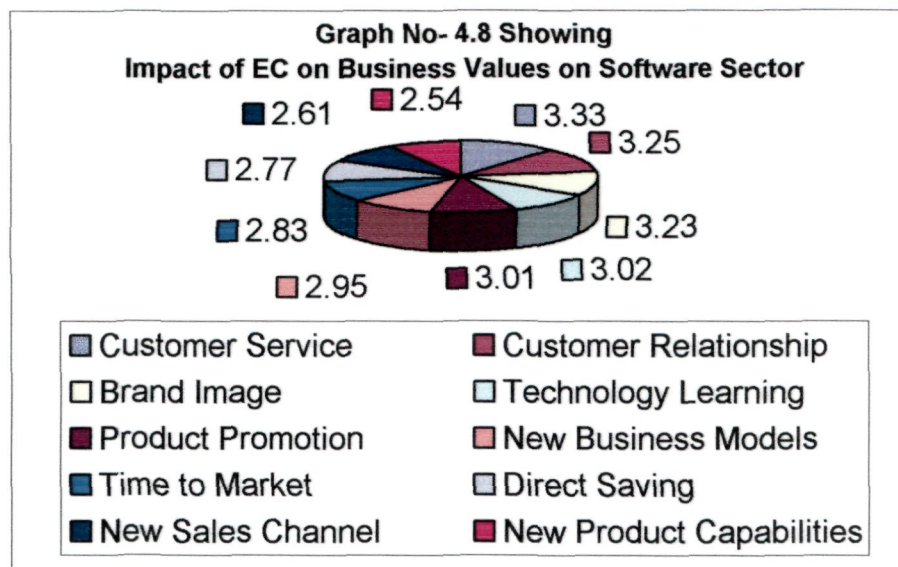 Graph No- 4.8 Showing
Impact of EC on Business Values on Software Sector
2.61
2.54
3.33
3.25
2.77
2.83
3.23
2.95
3.01
3.02
Customer Service
Customer Relationship
Brand Image
Technology Learning
Product Promotion
New Business Models
Time to Market
Direct Saving
New Sales Channel
New Product Capabilities